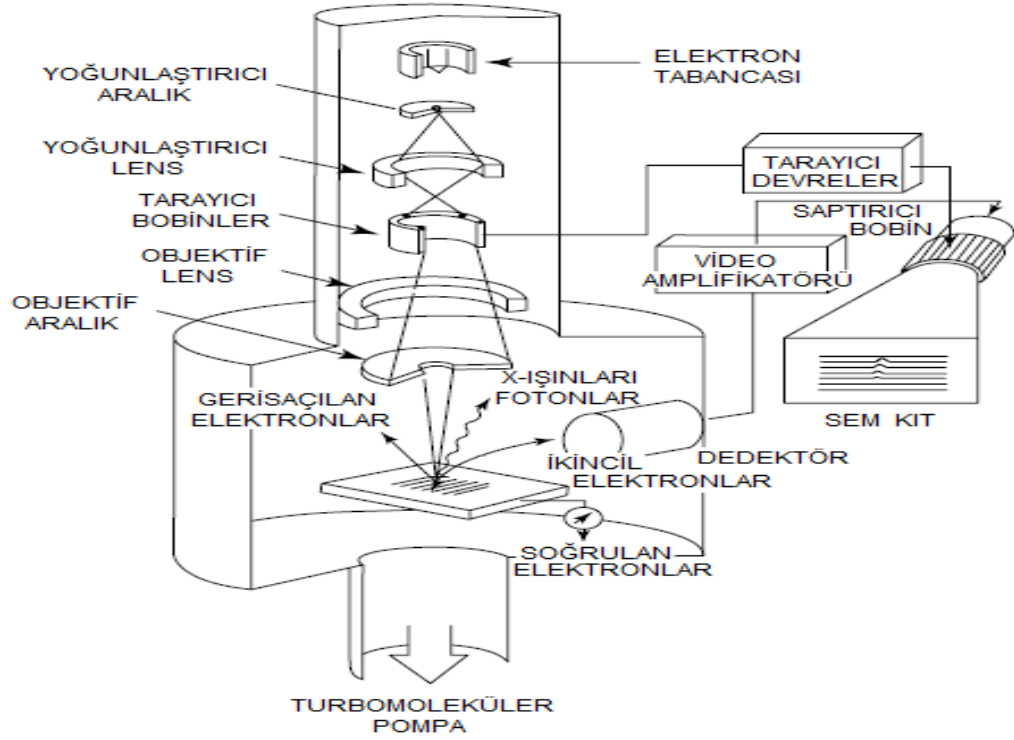 ELEKTRON
TABANCASI
YOĞUNLAŞTIRICI
ARALIK
YOĞUNLAŞTIRICI
LENS
TARAYICI
BOBİNLER
OBJEKTİF
LENS
OBJEKTİF
ARALIK
TARAYICI
DEVRELER
SAPTIRICI
BOBİN
VİDEO
AMPLİFİKATÖRÜ
X-IŞINLARI
FOTONLAR
GERİSAÇILAN
ELEKTRONLAR
SEM KIT
DEDEKTÖR
İKİNCİL
ELEKTRONLAR
SOĞRULAN
ELEKTRONLAR
TURBOMOLEKÜLER
POMPA